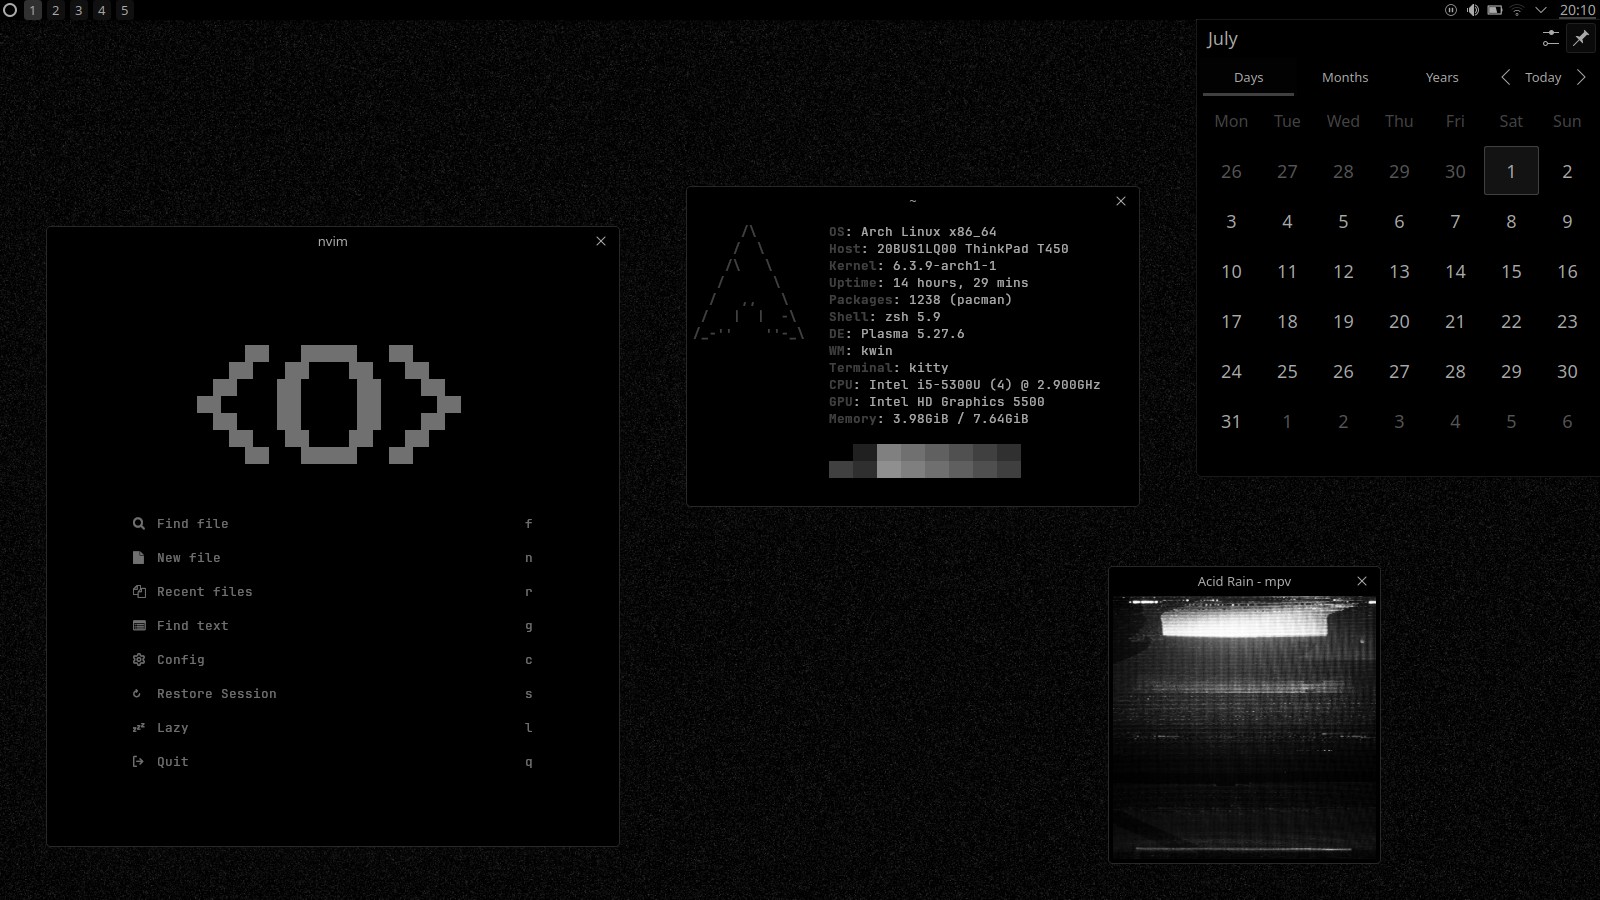 1 2 3 4 5
20:10
July
Days Months Years Today
Mon Tue Wed Thu Fri Sat Sun
26 27 28 29 30 1 2
3 4 5 6 7 8 9
10 11 12 13 14 15 16
17 18 19 20 21 22 23
24 25 26 27 28 29 30
31 1 2 3 4 5 6
nvim
Find file f
New file n
Recent files r
Find text g
Config c
Restore Session s
Lazy l
Quit q
~
OS: Arch Linux x86_64
Host: 20BUS1LQ00 ThinkPad T450
Kernel: 6.3.9-arch1-1
Uptime: 14 hours, 29 mins
Packages: 1238 (pacman)
Shell: zsh 5.9
DE: Plasma 5.27.6
WM: kwin
Terminal: kitty
CPU: Intel i5-5300U (4) @ 2.900GHz
GPU: Intel HD Graphics 5500
Memory: 3.98GiB / 7.64GiB
Acid Rain - mpv